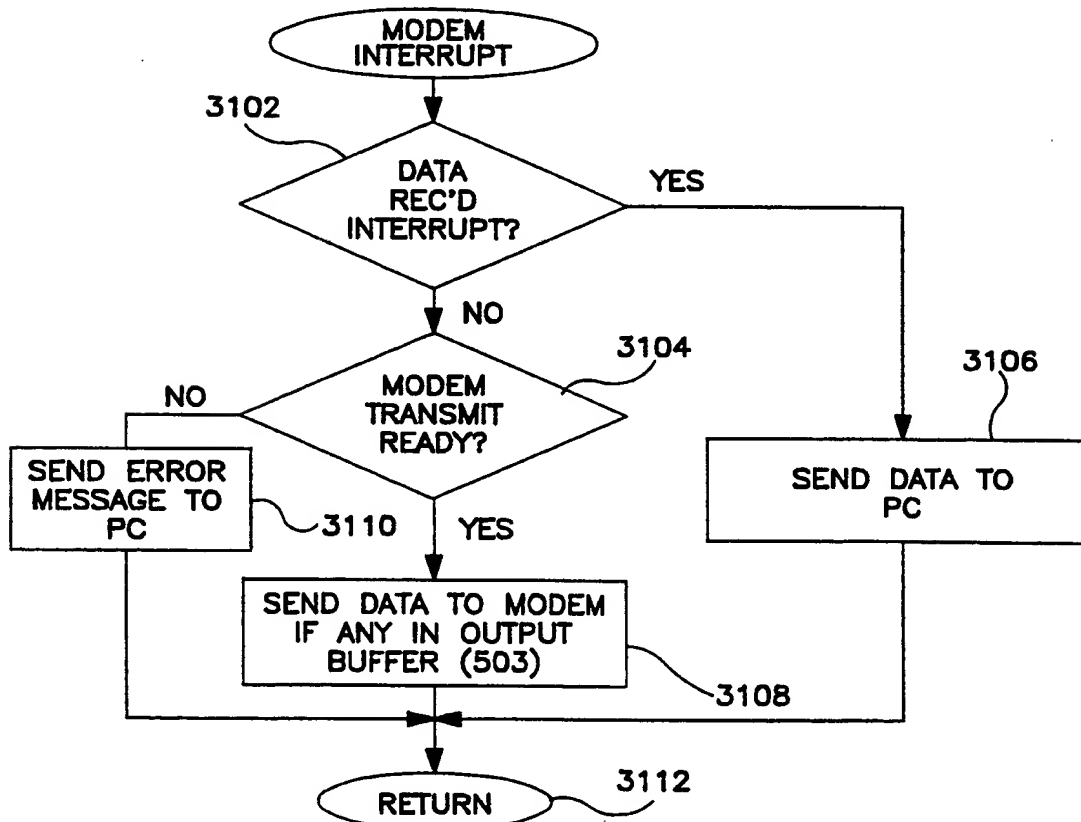 MODEM
INTERRUPT
3102
DATA
REC'D
INTERRUPT?
YES
NO
3104
MODEM
TRANSMIT
READY?
NO
3106
SEND DATA TO
PC
SEND ERROR
MESSAGE TO
PC
3110
YES
SEND DATA TO MODEM
IF ANY IN OUTPUT
BUFFER (503)
3108
RETURN
3112